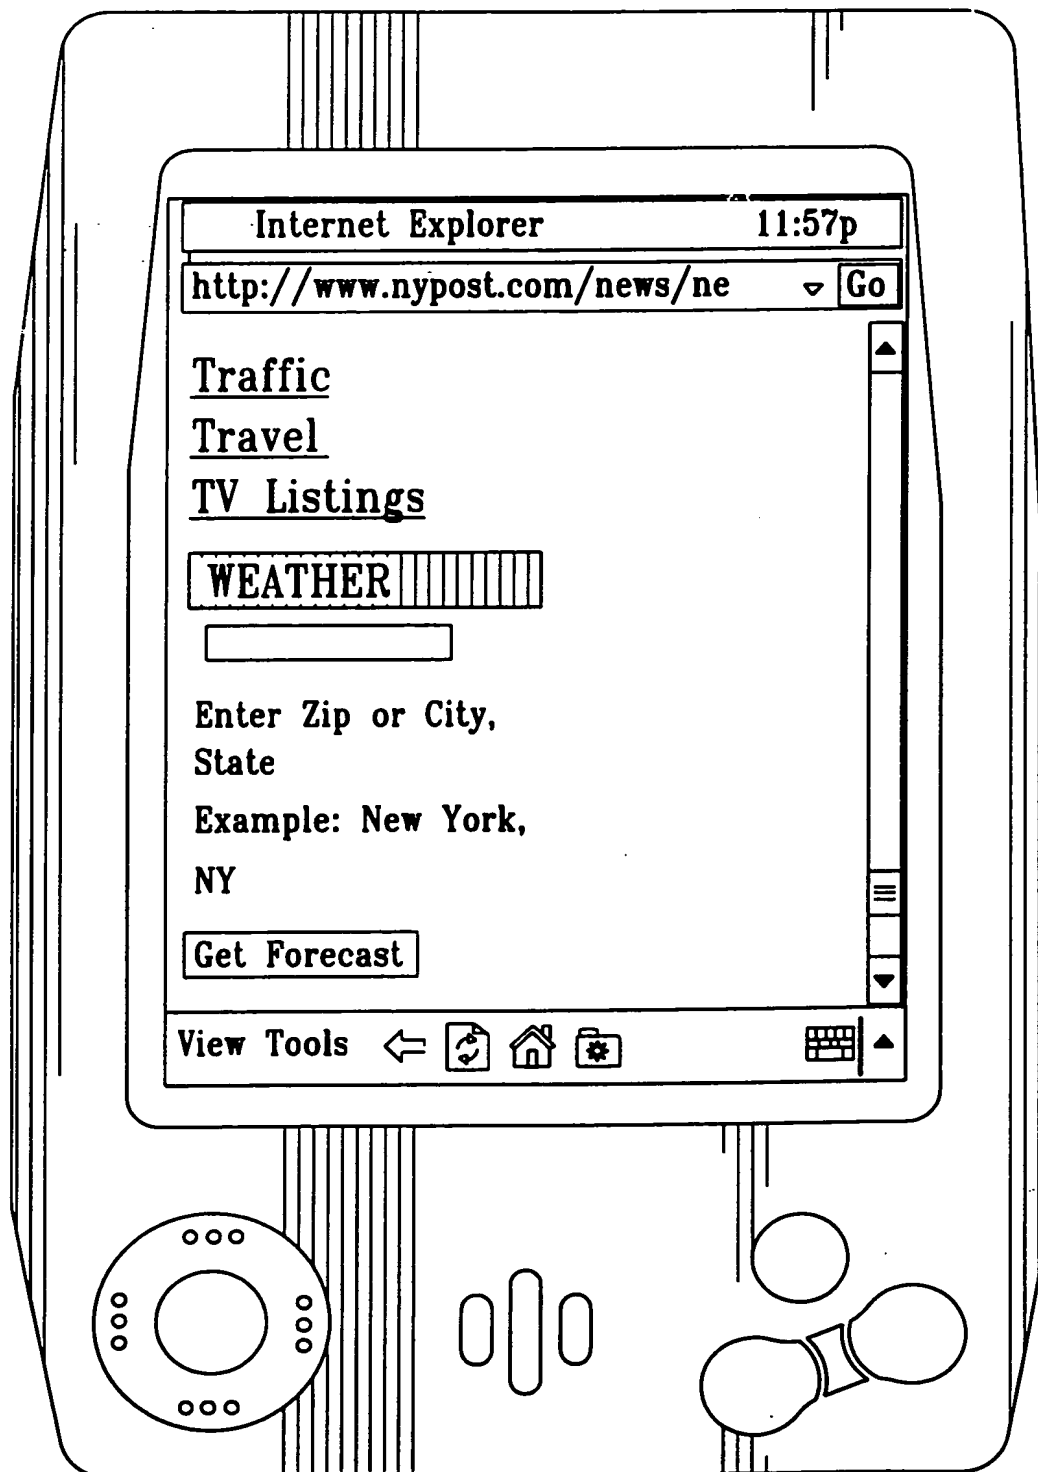 Internet Explorer 11:57p
http://www.nypost.com/news/ne Go
Traffic
Travel
TV Listings
WEATHER
Enter Zip or City,
State
Example: New York,
NY
Get Forecast
View Tools